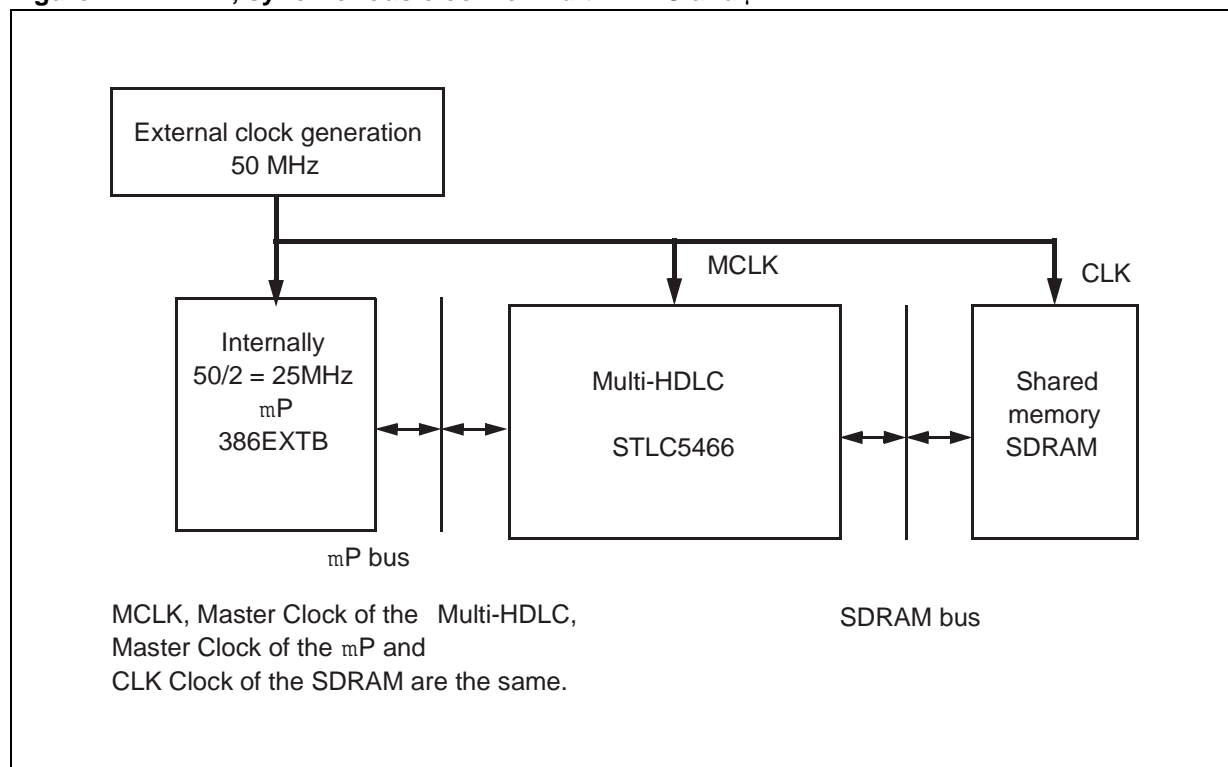 External clock generation
50 MHz
MCLK
CLK
Internally
50/2 = 25MHz
mP
386EXTB
Multi-HDLC
STLC5466
Shared
memory
SDRAM
mP bus
MCLK, Master Clock of the Multi-HDLC,
Master Clock of the mP and
CLK Clock of the SDRAM are the same.
SDRAM bus